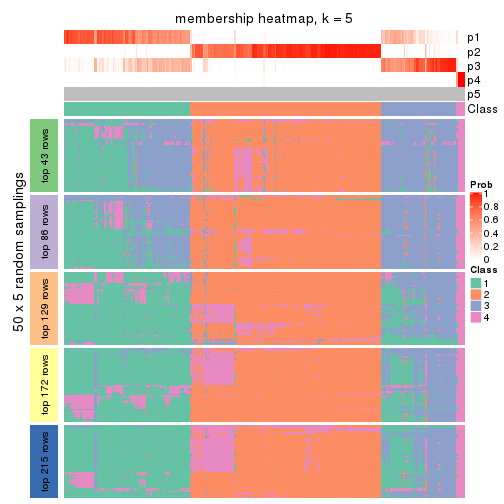 membership heatmap, k = 5
p1
p2
p3
p4
p5
Class
50 x 5 random samplings
top 43 rows
top 86 rows
top 129 rows
top 172 rows
top 215 rows
Prob
1
0.8
0.6
0.4
0.2
0
Class
1
2
3
4